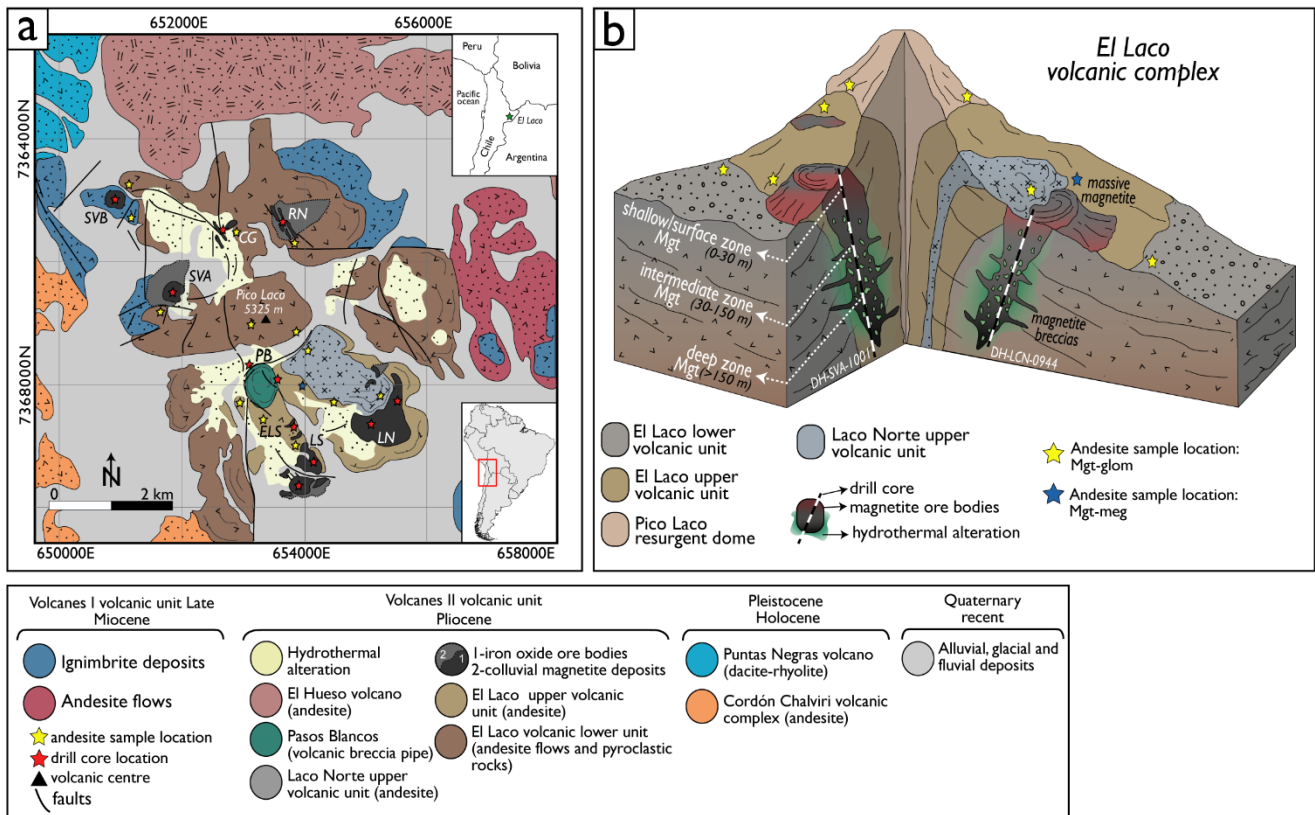 a
652000E
656000E
7364000N
7368000N
Peru
Bolivia
Pacific
ocean
El Laco
Chile
Argentina
SVB
RN
CG
SVA
Pico Laco
5325 m
PB
ELS
LS
LN
N
0
2 km
650000E
654000E
658000E
b
El Laco
volcanic complex
massive
magnetite
shallow/surface zone
Mgt
(0-30 m)
intermediate zone
Mgt
(30-150 m)
deep zone
Mgt (>150 m)
DH-SVA-1001
DH-LCN-0944
magnetite
breccias
El Laco lower
volcanic unit
El Laco upper
volcanic unit
Pico Laco
resurgent dome
Laco Norte upper
volcanic unit
drill core
magnetite ore bodies
hydrothermal alteration
Andesite sample location:
Mgt-glom
Andesite sample location:
Mgt-meg
Volcanes I volcanic unit Late
Miocene
Ignimbrite deposits
Andesite flows
andesite sample location
drill core location
volcanic centre
faults
Volcanes II volcanic unit
Pliocene
Hydrothermal
alteration
El Hueso volcano
(andesite)
Pasos Blancos
(volcanic breccia pipe)
Laco Norte upper
volcanic unit (andesite)
2 1
1-iron oxide ore bodies
2-colluvial magnetite deposits
El Laco upper volcanic
unit (andesite)
El Laco volcanic lower unit
(andesite flows and pyroclastic
rocks)
Pleistocene
Holocene
Puntas Negras volcano
(dacite-rhyolite)
Cordón Chalviri volcanic
complex (andesite)
Quaternary
recent
Alluvial, glacial and
fluvial deposits